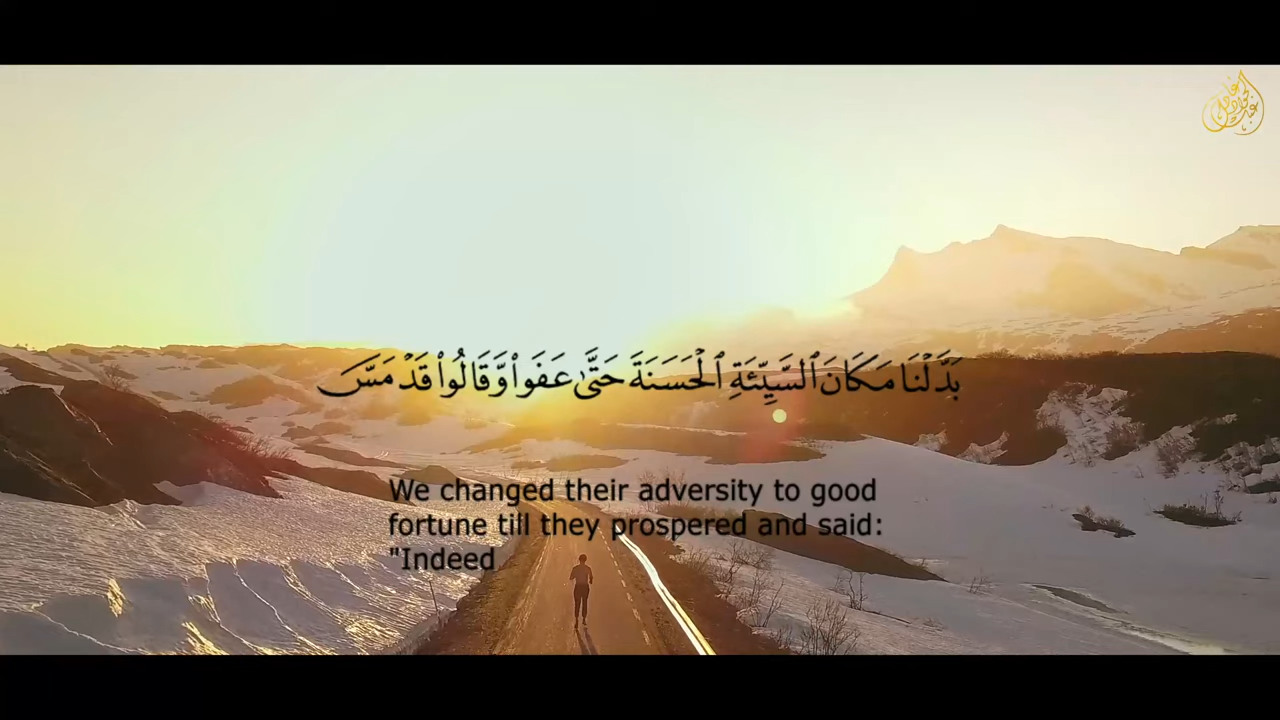 بَدَّلْنَا مَكَانَ ٱلسَّيِّئَةِ ٱلْحَسَنَةَ حَتَّىٰ عَفَوا۟ وَّقَالُوا۟ قَدْ مَسَّ
We changed their adversity to good
fortune till they prospered and said:
"Indeed